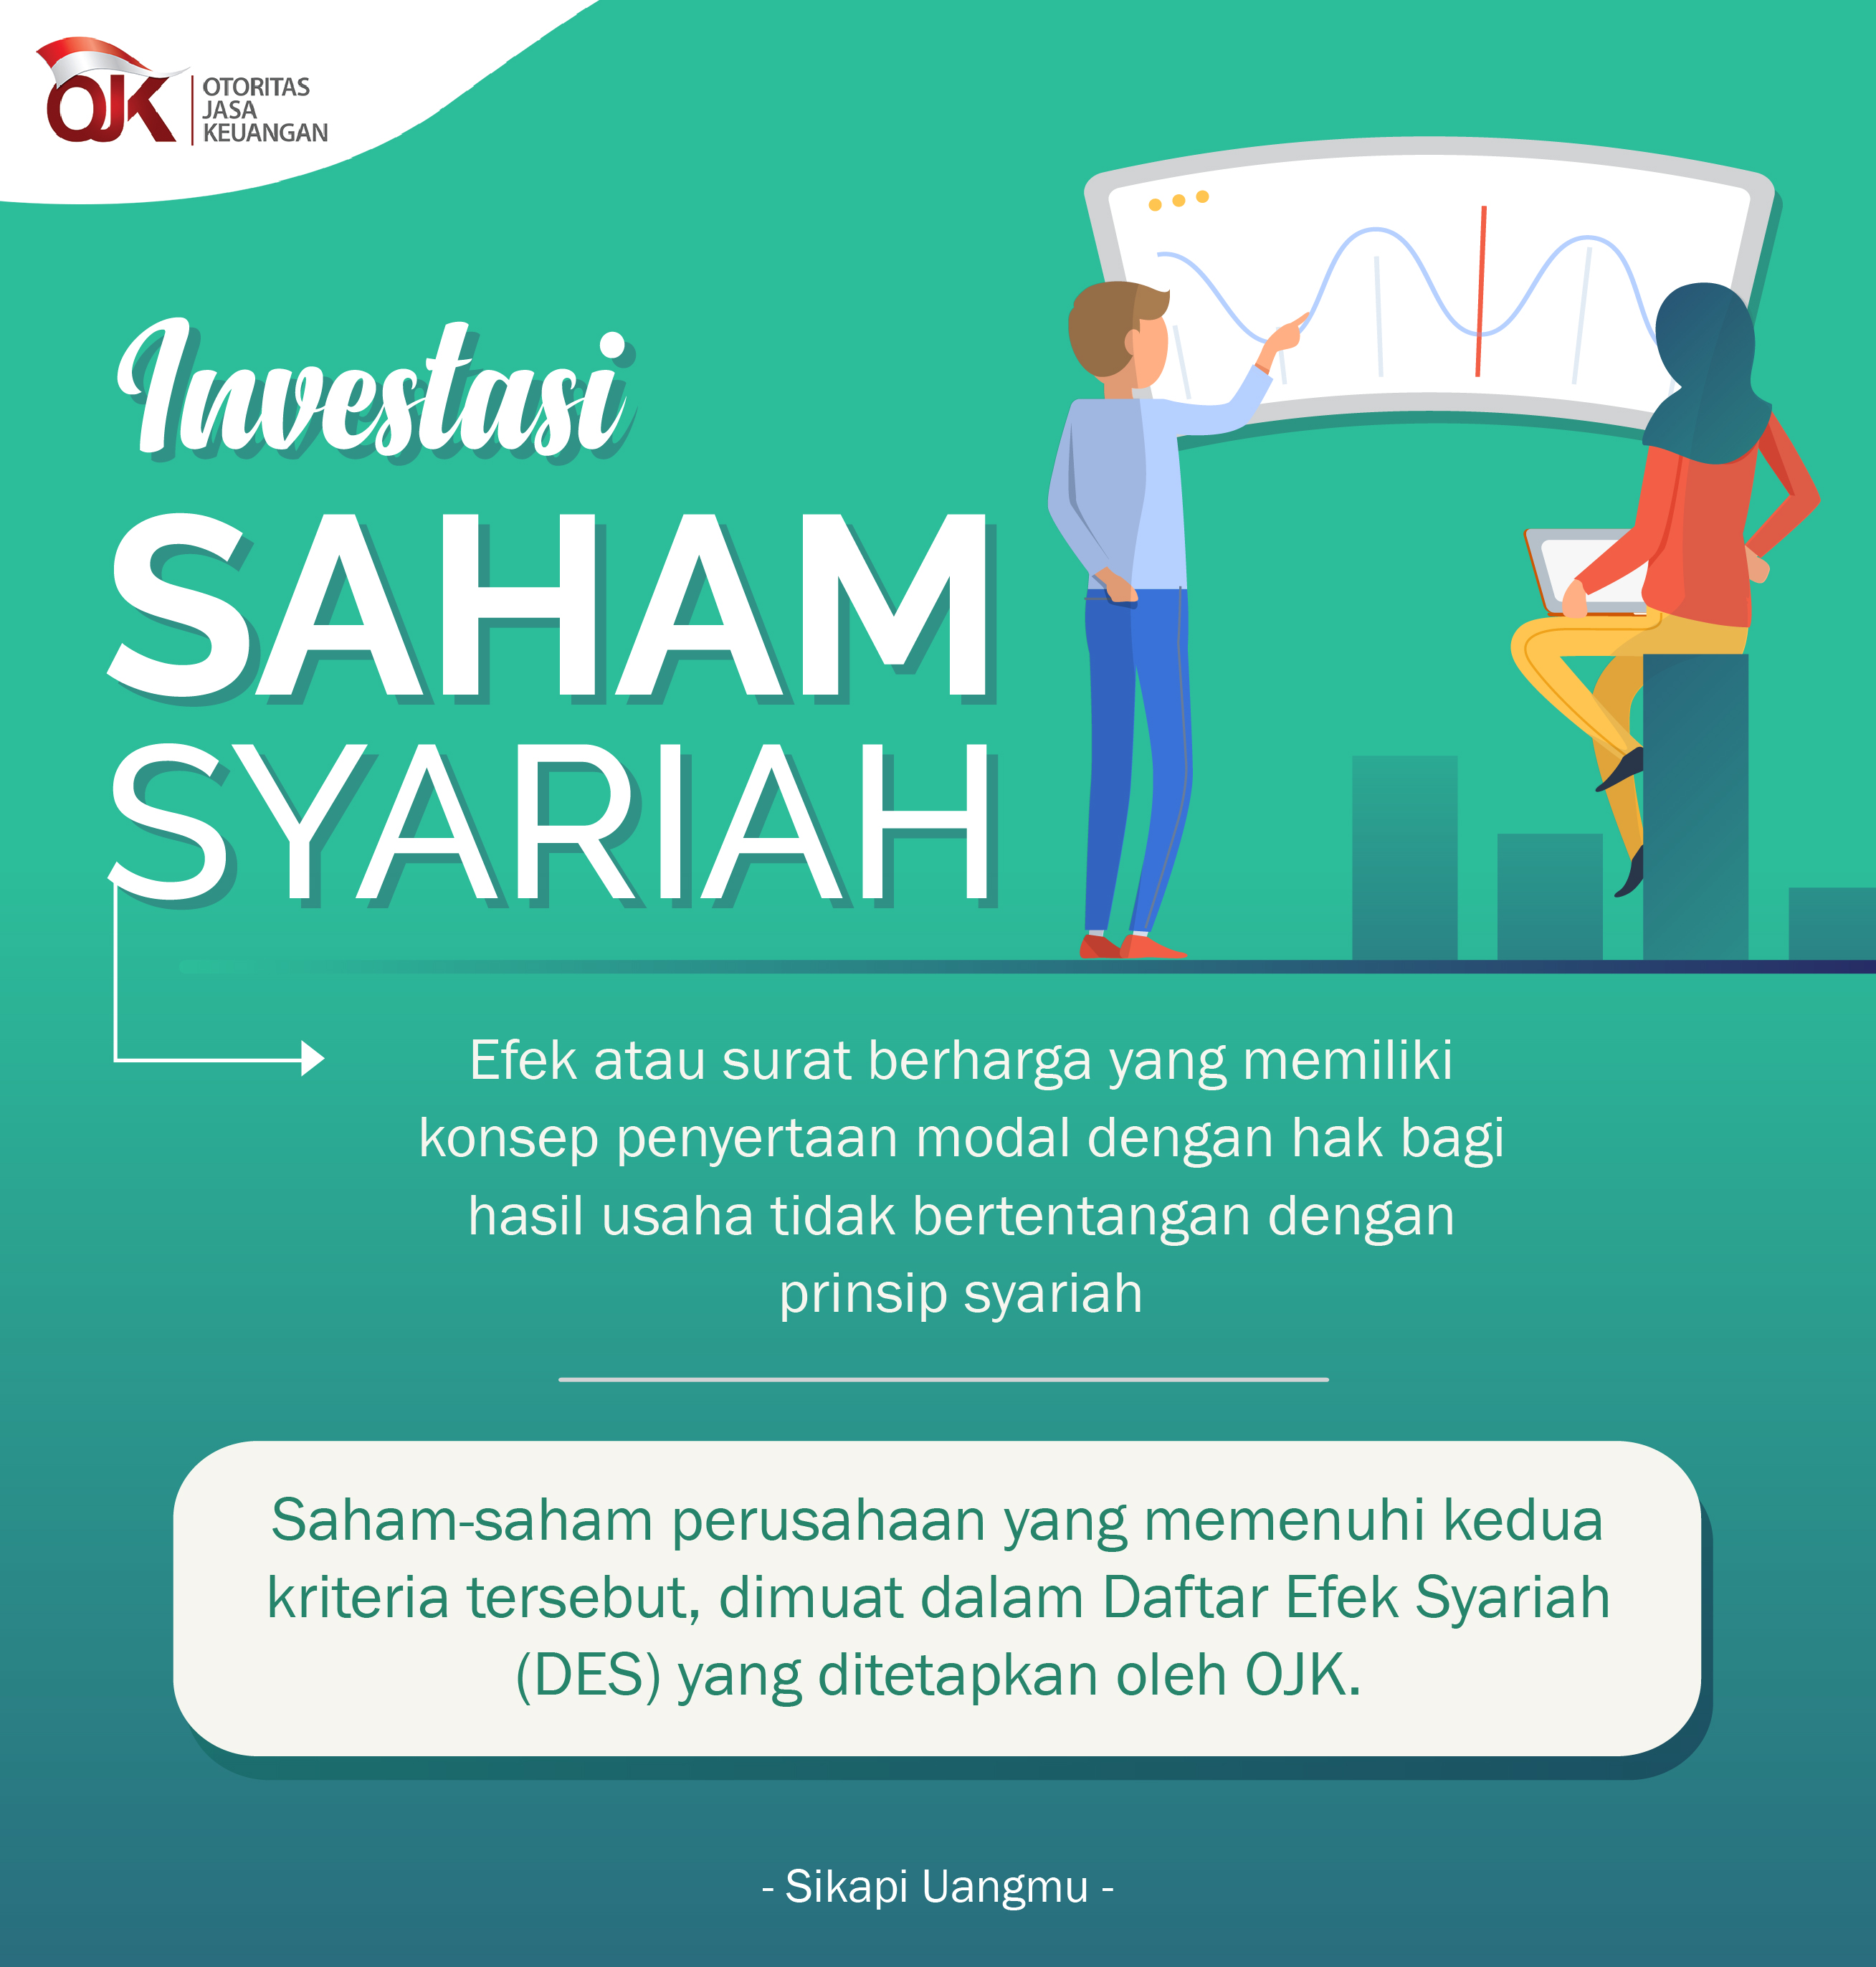 OJK
OTORITAS
JASA
KEUANGAN
Investasi
SAHAM
SYARIAH
Efek atau surat berharga yang memiliki
konsep penyertaan modal dengan hak bagi
hasil usaha tidak bertentangan dengan
prinsip syariah
Saham-saham perusahaan yang memenuhi kedua
kriteria tersebut, dimuat dalam Daftar Efek Syariah
(DES) yang ditetapkan oleh OJK.
- Sikapi Uangmu -